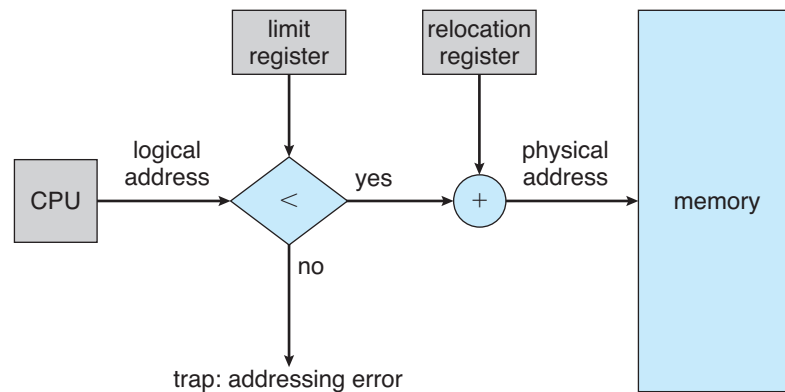 limit
register
relocation
register
logical
address
physical
address
CPU
<
yes
+
memory
no
trap: addressing error